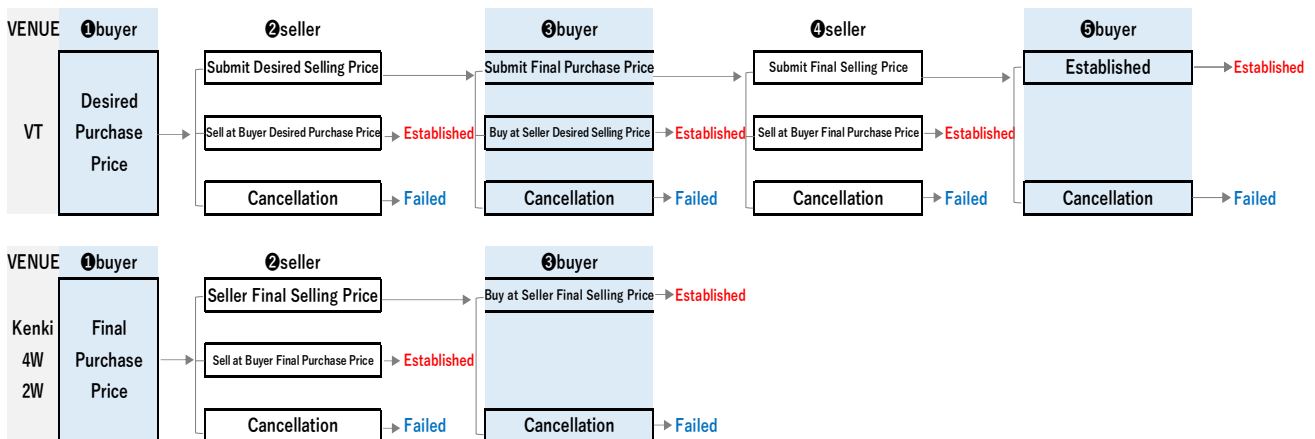 VENUE ❶buyer ❷seller ❸buyer ❹seller ❺buyer
Submit Desired Selling Price Submit Final Purchase Price Submit Final Selling Price Established Established
Desired
VT Purchase Sell at Buyer Desired Purchase Price Established Buy at Seller Desired Selling Price Established Sell at Buyer Final Purchase Price Established
Price
Cancellation Failed Cancellation Failed Cancellation Failed Cancellation Failed
VENUE ❶buyer ❷seller ❸buyer
Seller Final Selling Price Buy at Seller Final Selling Price Established
Kenki Final
4W Purchase Sell at Buyer Final Purchase Price Established
2W Price
Cancellation Failed Cancellation Failed